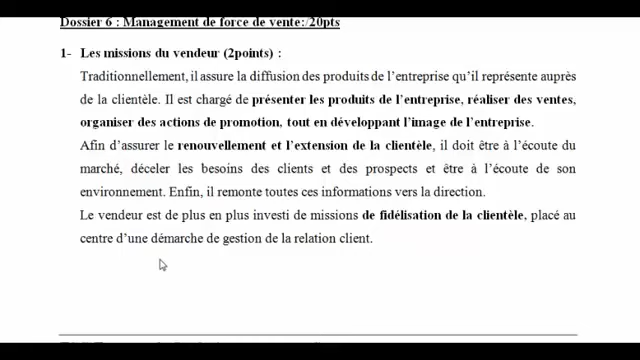 Dossier 6 : Management de force de vente:/20pts
1- Les missions du vendeur (2points) :
Traditionnellement, il assure la diffusion des produits de l'entreprise qu'il représente auprès
de la clientèle. Il est chargé de présenter les produits de l'entreprise, réaliser des ventes,
organiser des actions de promotion, tout en développant l'image de l'entreprise.
Afin d'assurer le renouvellement et l'extension de la clientèle, il doit être à l'écoute du
marché, déceler les besoins des clients et des prospects et être à l'écoute de son
environnement. Enfin, il remonte toutes ces informations vers la direction.
Le vendeur est de plus en plus investi de missions de fidélisation de la clientèle, placé au
centre d'une démarche de gestion de la relation client.